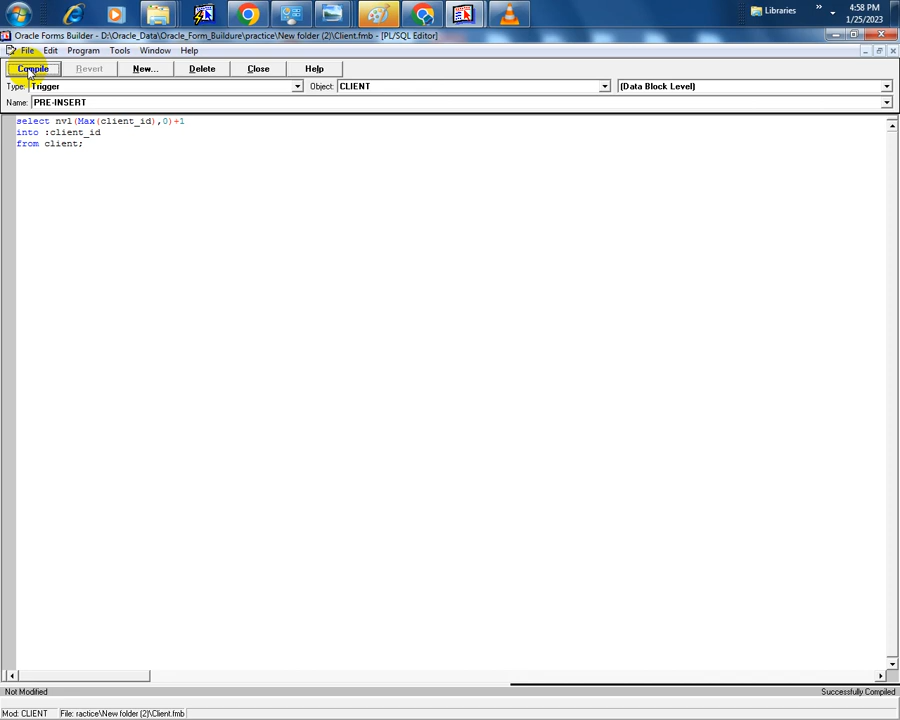 Libraries
»
4:58 PM
1/25/2023
Oracle Forms Builder - D:\Oracle_Data\Oracle_Form_Buildure\practice\New folder (2)\Client.fmb - [PL/SQL Editor]
File Edit Program Tools Window Help
Compile Revert New... Delete Close Help
Type: Trigger Object: CLIENT (Data Block Level)
Name: PRE-INSERT
select nvl(Max(client_id),0)+1
into :client_id
from client;
Not Modified Successfully Compiled
Mod: CLIENT File: ractice\New folder (2)\Client.fmb